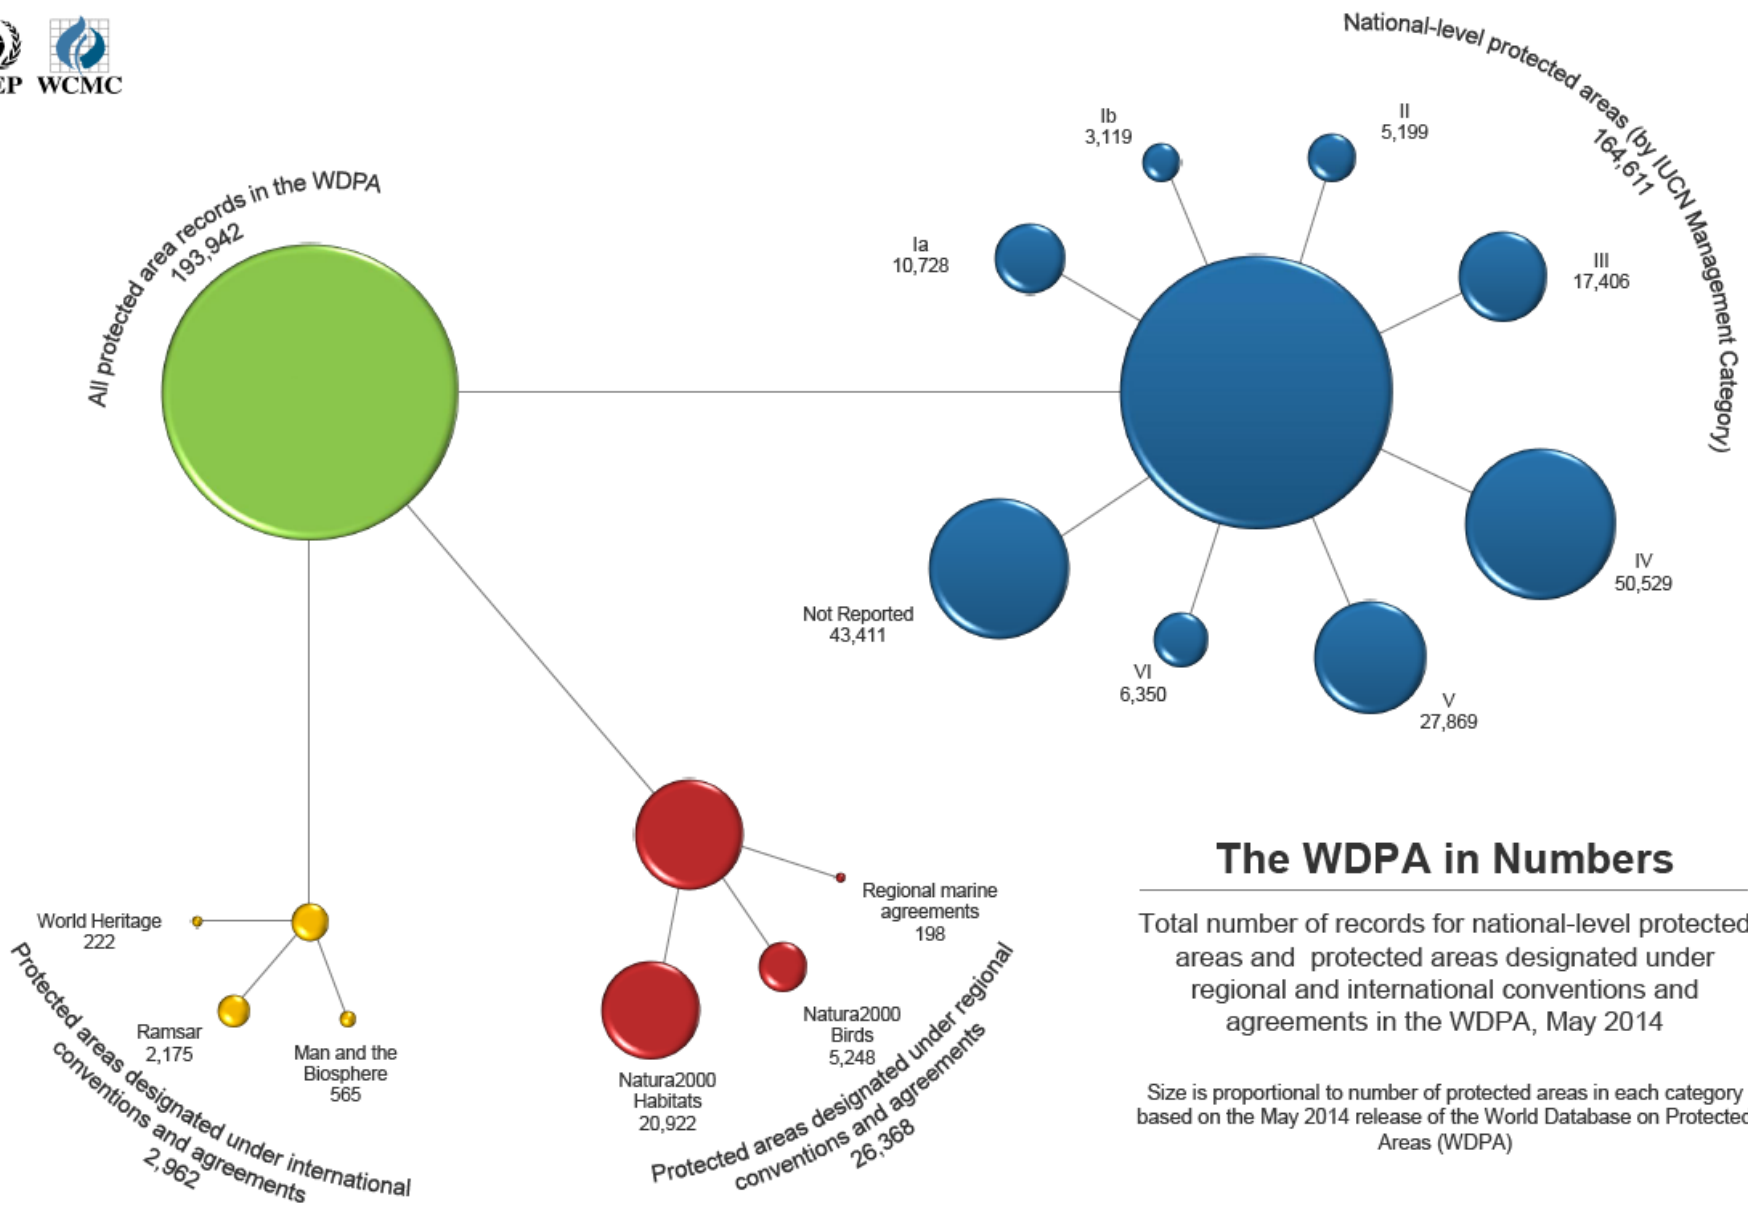 EP WCMC
All protected area records in the WDPA
193,942
National-level protected areas (by IUCN Management Category)
164,611
Ib
3,119
II
5,199
Ia
10,728
III
17,406
IV
50,529
Not Reported
43,411
VI
6,350
V
27,869
World Heritage
222
Ramsar
2,175
Man and the
Biosphere
565
Protected areas designated under international
conventions and agreements
2,962
Regional marine
agreements
198
Natura2000
Birds
5,248
Natura2000
Habitats
20,922
Protected areas designated under regional
conventions and agreements
26,368
The WDPA in Numbers
Total number of records for national-level protected
areas and protected areas designated under
regional and international conventions and
agreements in the WDPA, May 2014
Size is proportional to number of protected areas in each category
based on the May 2014 release of the World Database on Protected
Areas (WDPA)